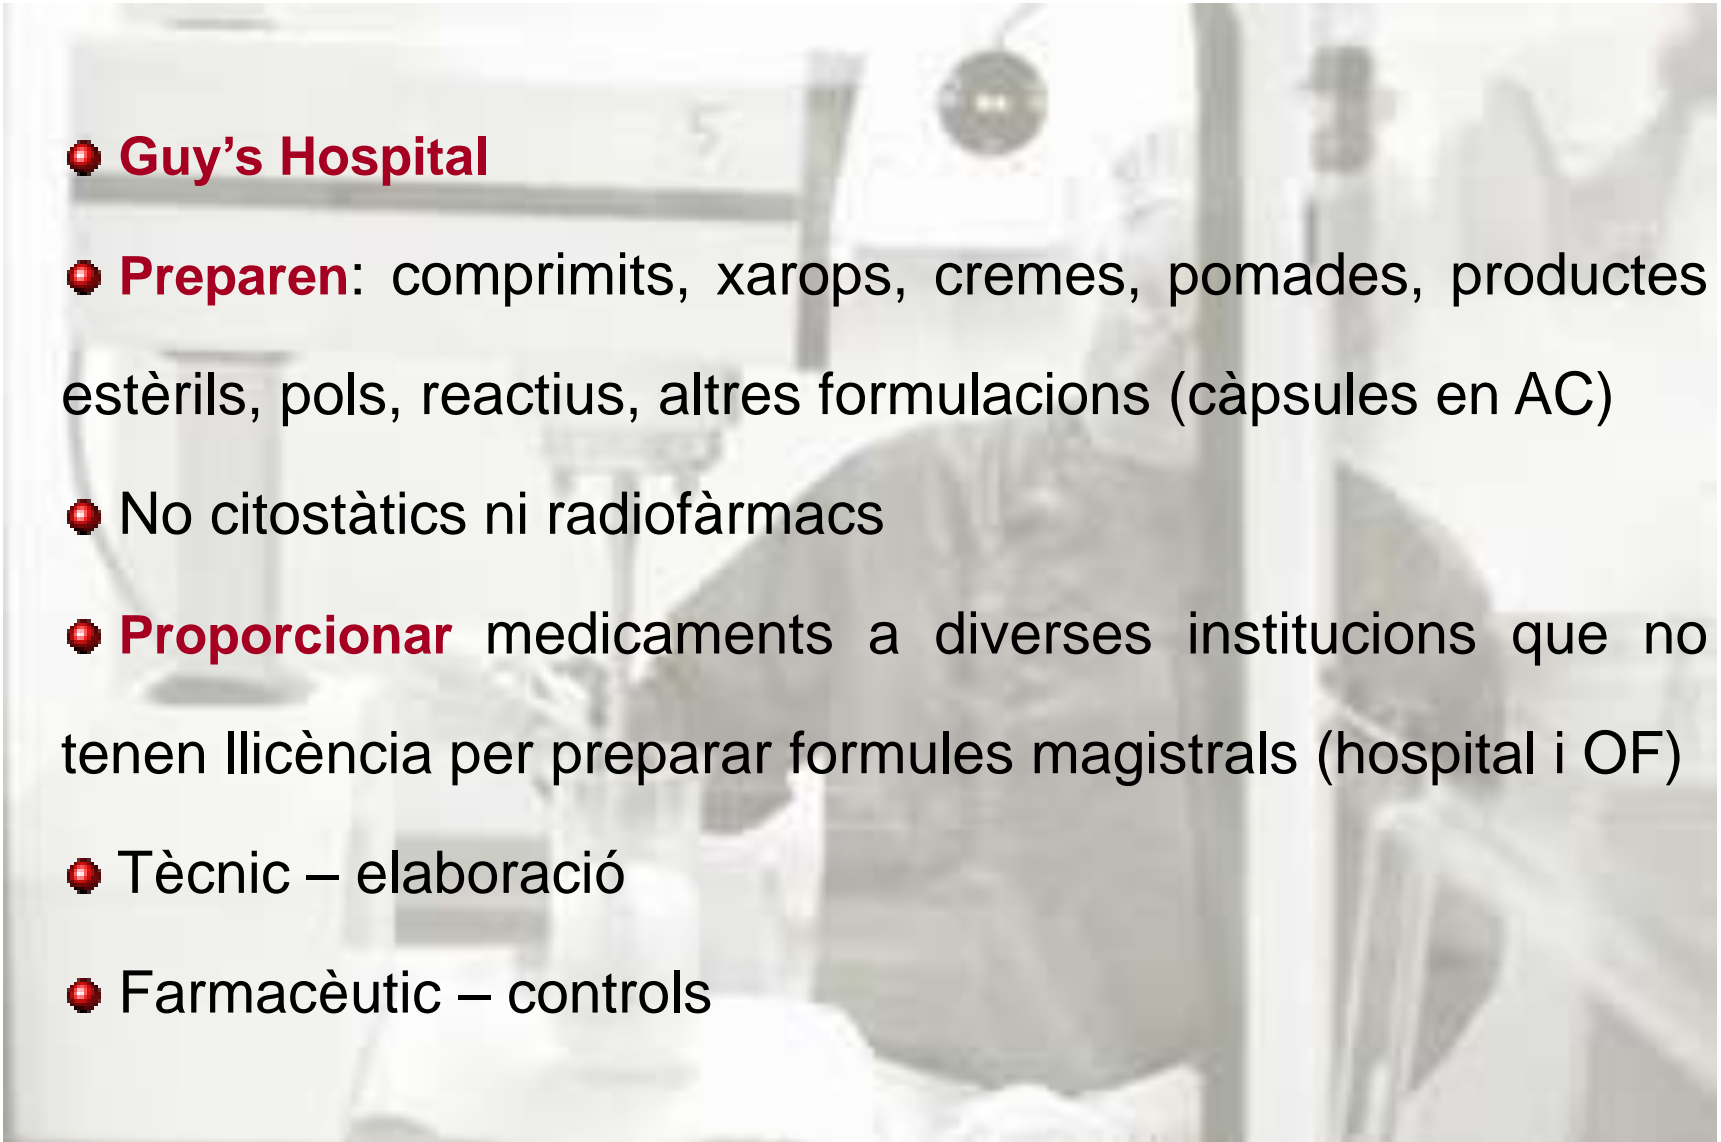 Guy’s Hospital
Preparen: comprimits, xarops, cremes, pomades, productes
estèrils, pols, reactius, altres formulacions (càpsules en AC)
No citostàtics ni radiofàrmacs
Proporcionar medicaments a diverses institucions que no
tenen llicència per preparar formules magistrals (hospital i OF)
Tècnic – elaboració
Farmacèutic – controls